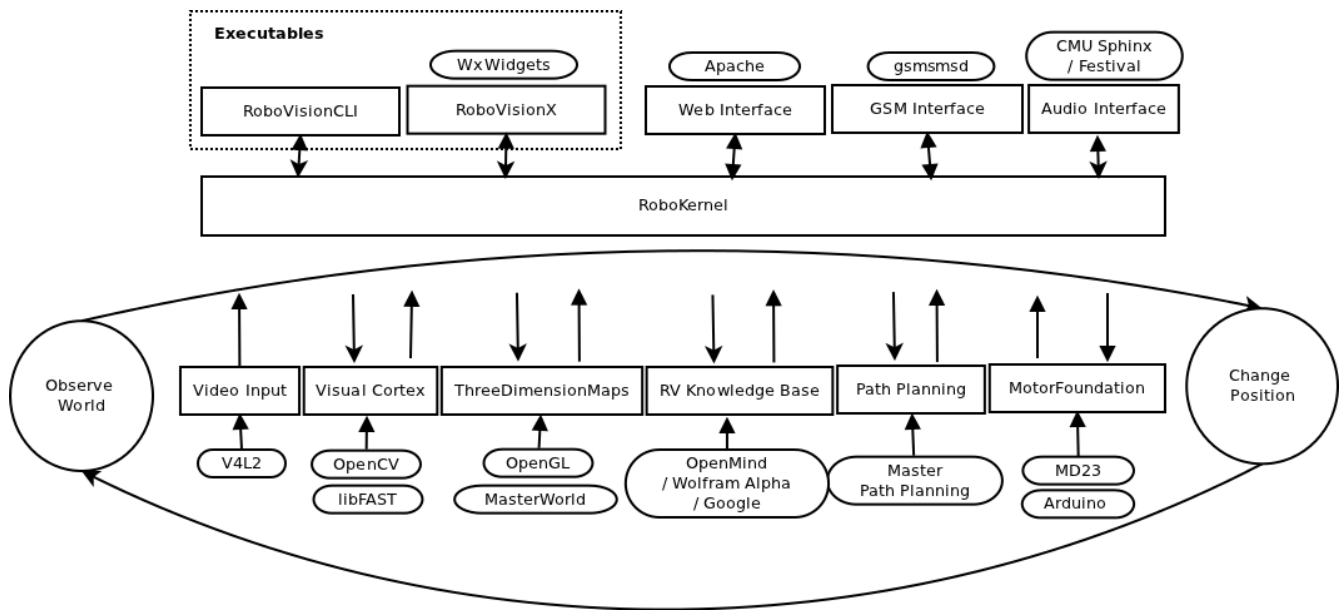 Executables
WxWidgets
Apache
gsmsmsd
CMU Sphinx
/ Festival
RoboVisionCLI
RoboVisionX
Web Interface
GSM Interface
Audio Interface
RoboKernel
Observe
World
Video Input
Visual Cortex
ThreeDimensionMaps
RV Knowledge Base
Path Planning
MotorFoundation
Change
Position
V4L2
OpenCV
libFAST
OpenGL
MasterWorld
OpenMind
/ Wolfram Alpha
/ Google
Master
Path Planning
MD23
Arduino